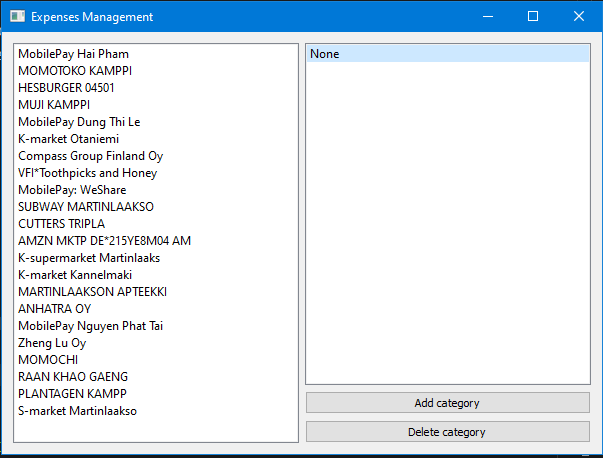 Expenses Management
MobilePay Hai Pham
MOMOTOKO KAMPPI
HESBURGER 04501
MUJI KAMPPI
MobilePay Dung Thi Le
K-market Otaniemi
Compass Group Finland Oy
VFI*Toothpicks and Honey
MobilePay: WeShare
SUBWAY MARTINLAAKSO
CUTTERS TRIPLA
AMZN MKTP DE*215YE8M04 AM
K-supermarket Martinlaaks
K-market Kannelmaki
MARTINLAAKSON APTEEKKI
ANHATRA OY
MobilePay Nguyen Phat Tai
Zheng Lu Oy
MOMOCHI
RAAN KHAO GAENG
PLANTAGEN KAMPP
S-market Martinlaakso
None
Add category
Delete category